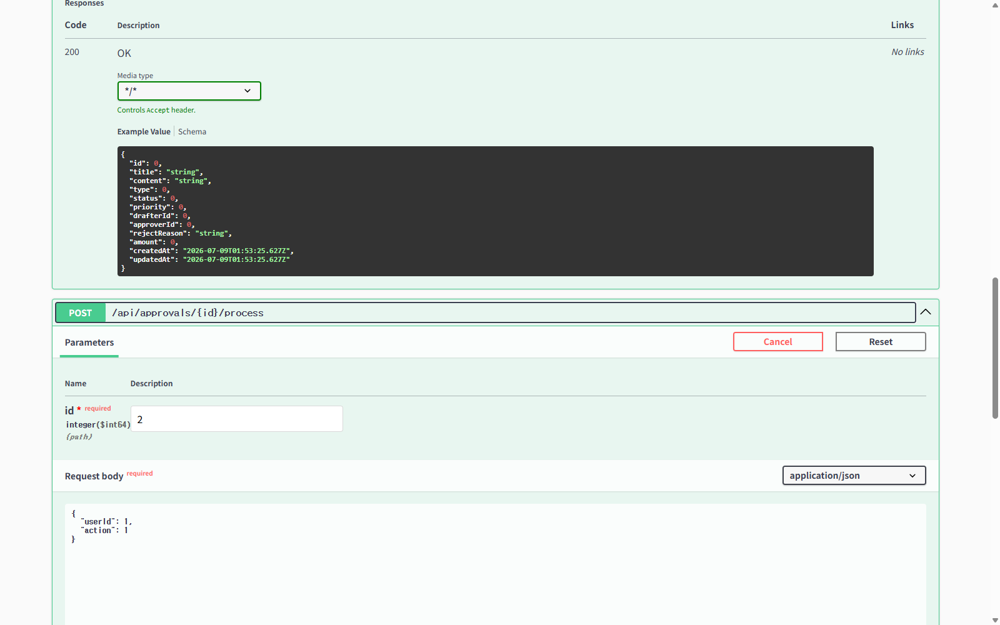 Responses
Code Description Links
200 OK No links
Media type
*/*
Controls Accept header.
Example Value Schema
{
  "id": 0,
  "title": "string",
  "content": "string",
  "type": 0,
  "status": 0,
  "priority": 0,
  "drafterId": 0,
  "approverId": 0,
  "rejectReason": "string",
  "amount": 0,
  "createdAt": "2026-07-09T01:53:25.627Z",
  "updatedAt": "2026-07-09T01:53:25.627Z"
}
POST /api/approvals/{id}/process
Parameters Cancel Reset
Name Description
id * required
integer($int64) 2
(path)
Request body required application/json
{
  "userId": 1,
  "action": 1
}